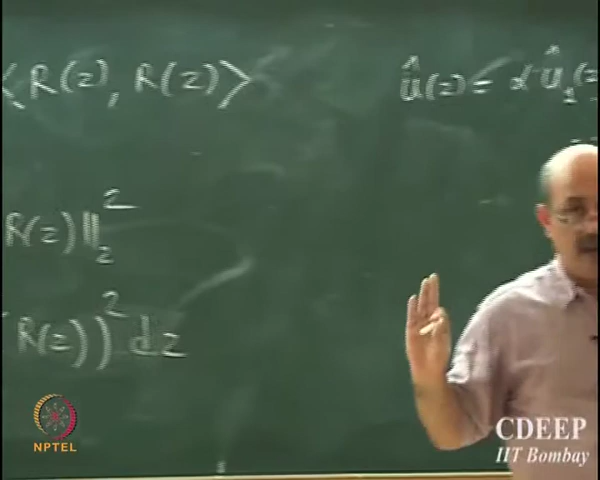 ⟨R(z), R(z)⟩
û(z) = α û₁(z
R(z)‖₂²
R(z))² dz
NPTEL
CDEEP
IIT Bombay